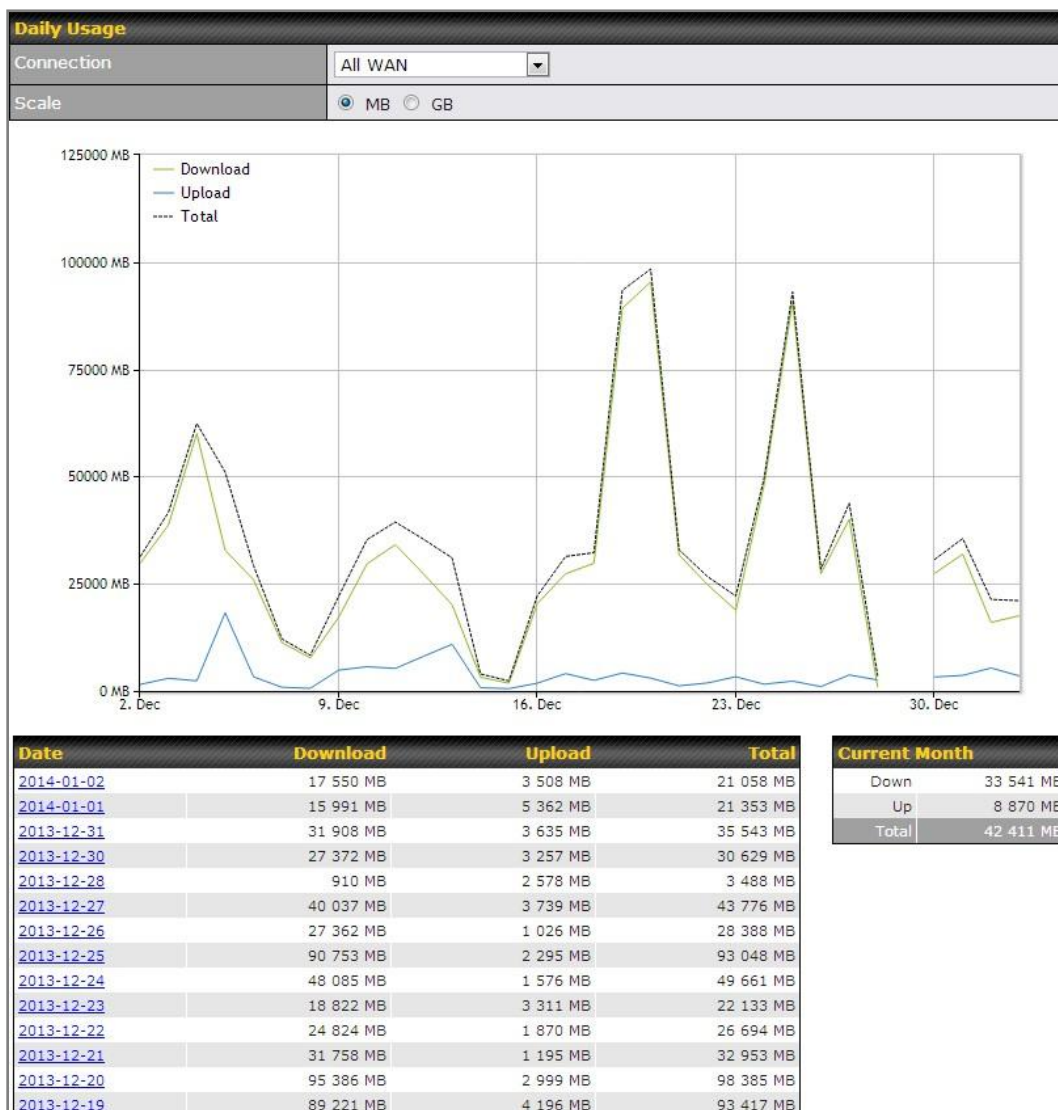 Daily Usage
Connection All WAN
Scale MB GB
125000 MB
Download
Upload
Total
100000 MB
75000 MB
50000 MB
25000 MB
0 MB
2. Dec 9. Dec 16. Dec 23. Dec 30. Dec
Date Download Upload Total
2014-01-02 17 550 MB 3 508 MB 21 058 MB
2014-01-01 15 991 MB 5 362 MB 21 353 MB
2013-12-31 31 908 MB 3 635 MB 35 543 MB
2013-12-30 27 372 MB 3 257 MB 30 629 MB
2013-12-28 910 MB 2 578 MB 3 488 MB
2013-12-27 40 037 MB 3 739 MB 43 776 MB
2013-12-26 27 362 MB 1 026 MB 28 388 MB
2013-12-25 90 753 MB 2 295 MB 93 048 MB
2013-12-24 48 085 MB 1 576 MB 49 661 MB
2013-12-23 18 822 MB 3 311 MB 22 133 MB
2013-12-22 24 824 MB 1 870 MB 26 694 MB
2013-12-21 31 758 MB 1 195 MB 32 953 MB
2013-12-20 95 386 MB 2 999 MB 98 385 MB
2013-12-19 89 221 MB 4 196 MB 93 417 MB
Current Month
Down 33 541 MB
Up 8 870 MB
Total 42 411 MB